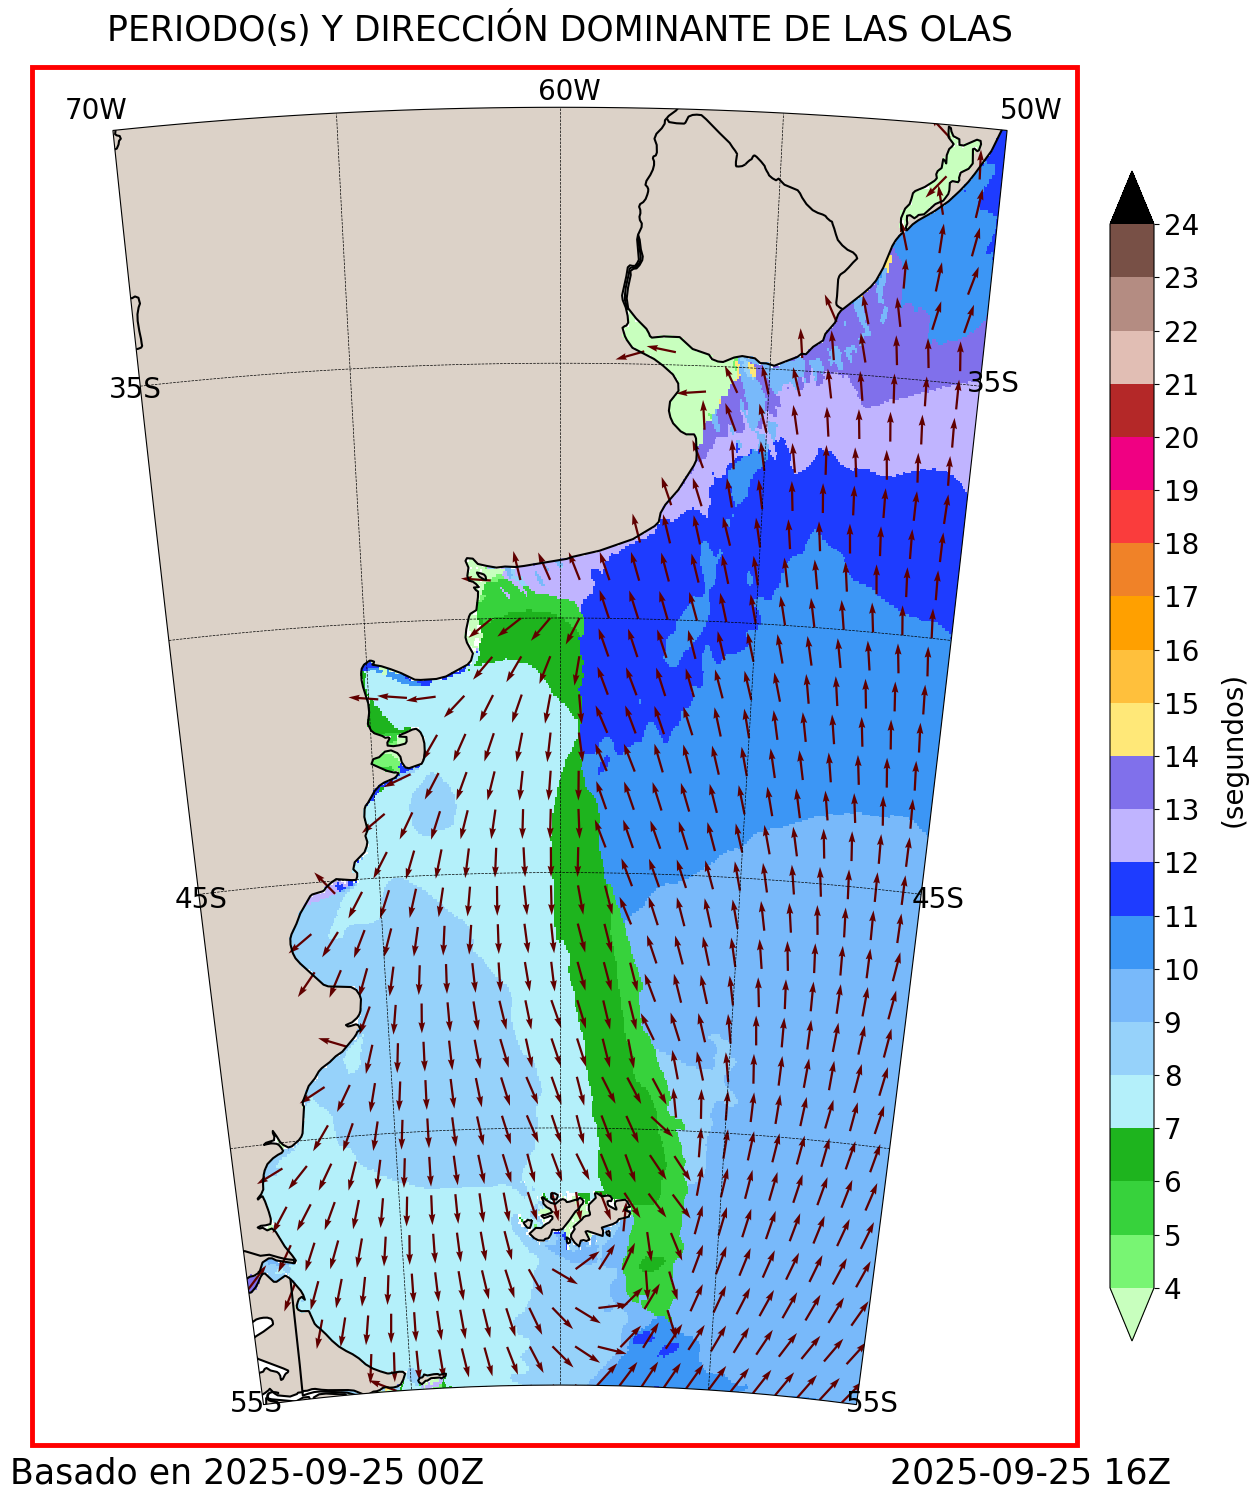 PERIODO(s) Y DIRECCIÓN DOMINANTE DE LAS OLAS
70W
60W
50W
35S
35S
45S
45S
55S
55S
24
23
22
21
20
19
18
17
16
15
14
13
12
11
10
9
8
7
6
5
4
(segundos)
Basado en 2025-09-25 00Z
2025-09-25 16Z